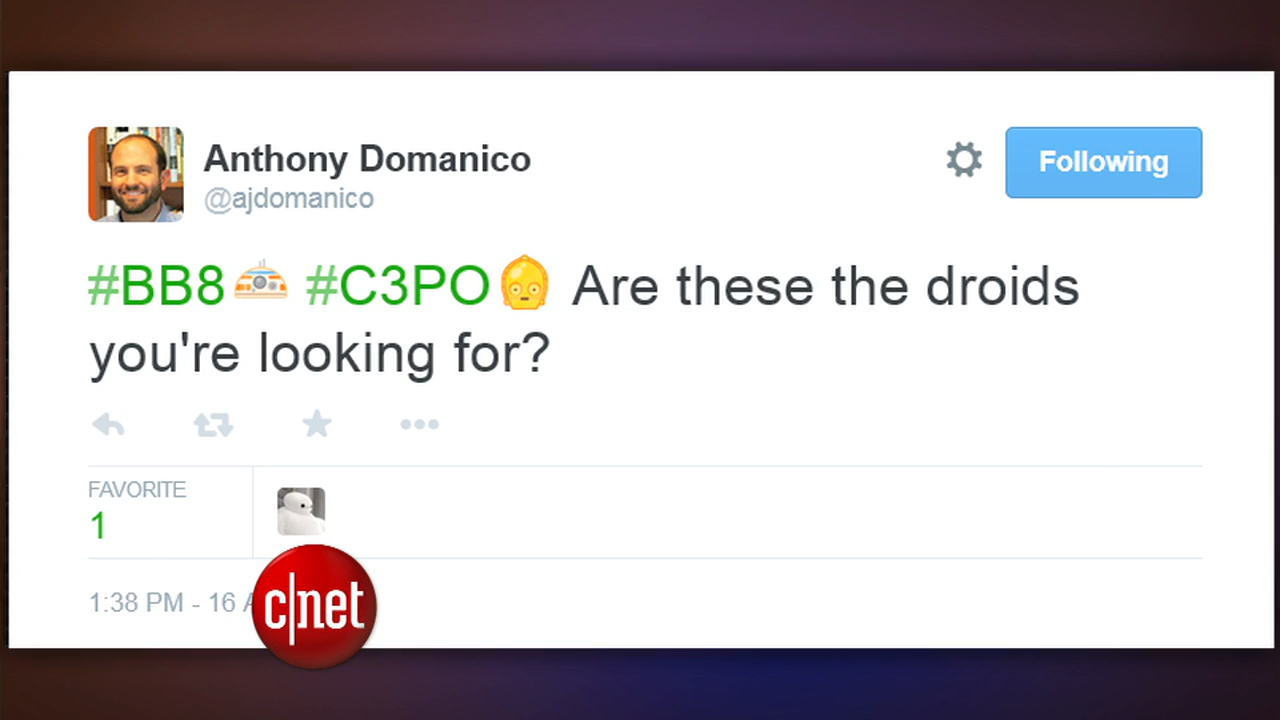 Anthony Domanico
@ajdomanico
Following
#BB8 #C3PO Are these the droids
you're looking for?
FAVORITE
1
1:38 PM - 16
c|net